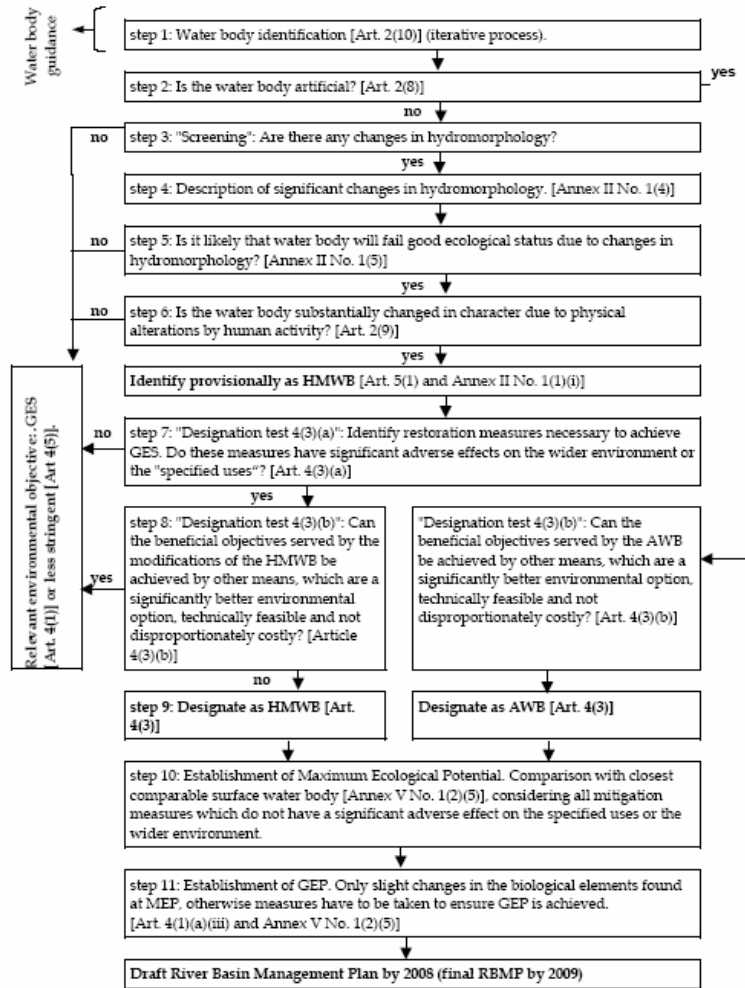 Water body
guidance
step 1: Water body identification [Art. 2(10)] (iterative process).
step 2: Is the water body artificial? [Art. 2(8)]
yes
no
no
step 3: "Screening": Are there any changes in hydromorphology?
yes
step 4: Description of significant changes in hydromorphology. [Annex II No. 1(4)]
no
step 5: Is it likely that water body will fail good ecological status due to changes in
hydromorphology? [Annex II No. 1(5)]
yes
no
step 6: Is the water body substantially changed in character due to physical
alterations by human activity? [Art. 2(9)]
yes
Identify provisionally as HMWB [Art. 5(1) and Annex II No. 1(1)(i)]
Relevant environmental objective: .GES
[Art. 4(1)] or less stringent [Art 4(5)].
no
step 7: "Designation test 4(3)(a)": Identify restoration measures necessary to achieve
GES. Do these measures have significant adverse effects on the wider environment or
the "specified uses"? [Art. 4(3)(a)]
yes
yes
step 8: "Designation test 4(3)(b)": Can
the beneficial objectives served by the
modifications of the HMWB be
achieved by other means, which are a
significantly better environmental
option, technically feasible and not
disproportionately costly? [Article
4(3)(b)]
"Designation test 4(3)(b)": Can the
beneficial objectives served by the AWB
be achieved by other means, which are a
significantly better environmental option,
technically feasible and not
disproportionately costly? [Art. 4(3)(b)]
no
step 9: Designate as HMWB [Art.
4(3)]
Designate as AWB [Art. 4(3)]
step 10: Establishment of Maximum Ecological Potential. Comparison with closest
comparable surface water body [Annex V No. 1(2)(5)], considering all mitigation
measures which do not have a significant adverse effect on the specified uses or the
wider environment.
step 11: Establishment of GEP. Only slight changes in the biological elements found
at MEP, otherwise measures have to be taken to ensure GEP is achieved.
[Art. 4(1)(a)(iii) and Annex V No. 1(2)(5)]
Draft River Basin Management Plan by 2008 (final RBMP by 2009)